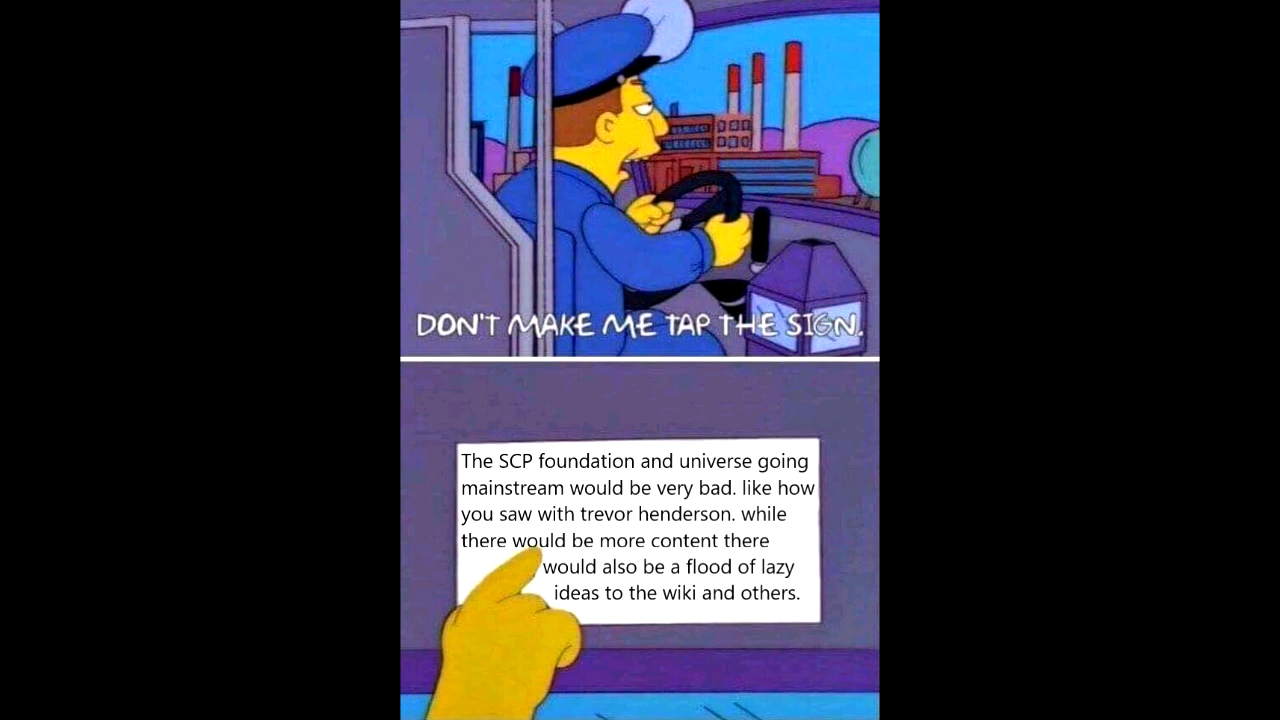 DON'T MAKE ME TAP THE SIGN.
The SCP foundation and universe going
mainstream would be very bad. like how
you saw with trevor henderson. while
there would be more content there
would also be a flood of lazy
ideas to the wiki and others.